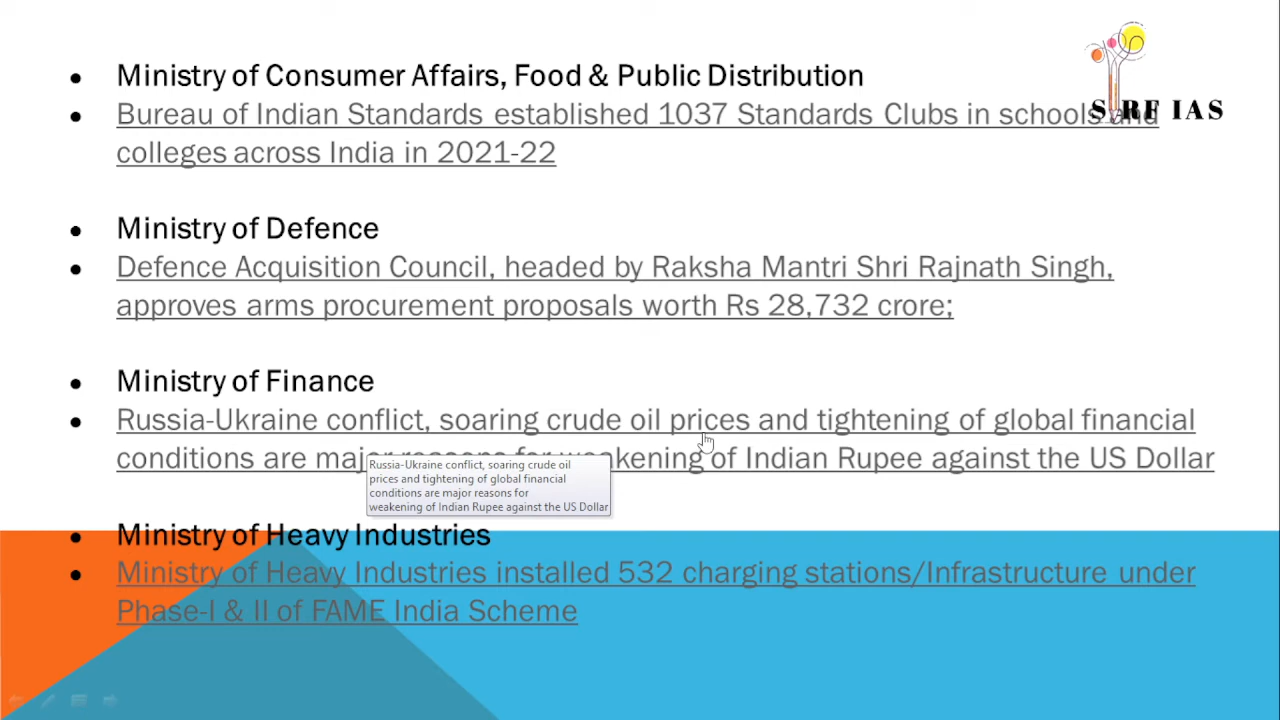 Ministry of Consumer Affairs, Food & Public Distribution
Bureau of Indian Standards established 1037 Standards Clubs in schools and
colleges across India in 2021-22
SIRF IAS
Ministry of Defence
Defence Acquisition Council, headed by Raksha Mantri Shri Rajnath Singh,
approves arms procurement proposals worth Rs 28,732 crore;
Ministry of Finance
Russia-Ukraine conflict, soaring crude oil prices and tightening of global financial
conditions are major reasons for weakening of Indian Rupee against the US Dollar
Russia-Ukraine conflict, soaring crude oil
prices and tightening of global financial
conditions are major reasons for
weakening of Indian Rupee against the US Dollar
Ministry of Heavy Industries
Ministry of Heavy Industries installed 532 charging stations/Infrastructure under
Phase-I & II of FAME India Scheme